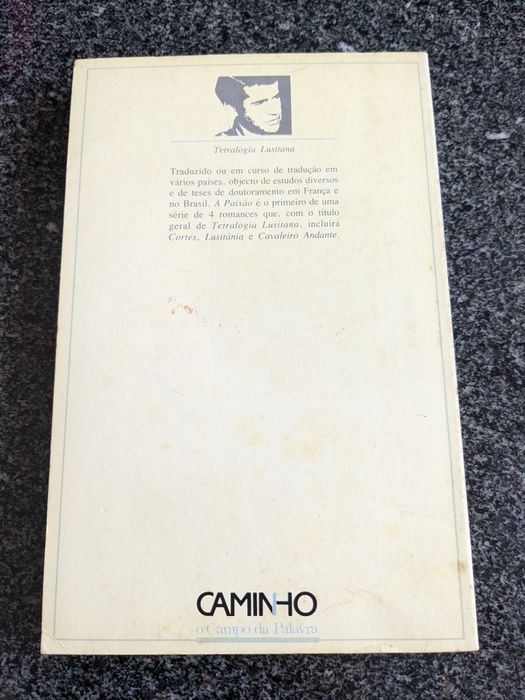 Tetralogia Lusitana
Traduzido ou em curso de tradução em
vários países, objecto de estudos diversos
e de teses de doutoramento em França e
no Brasil, A Paixão é o primeiro de uma
série de 4 romances que, com o título
geral de Tetralogia Lusitana, incluirá
Cortes, Lusitânia e Cavaleiro Andante.
CAMINHO
o Campo da Palavra